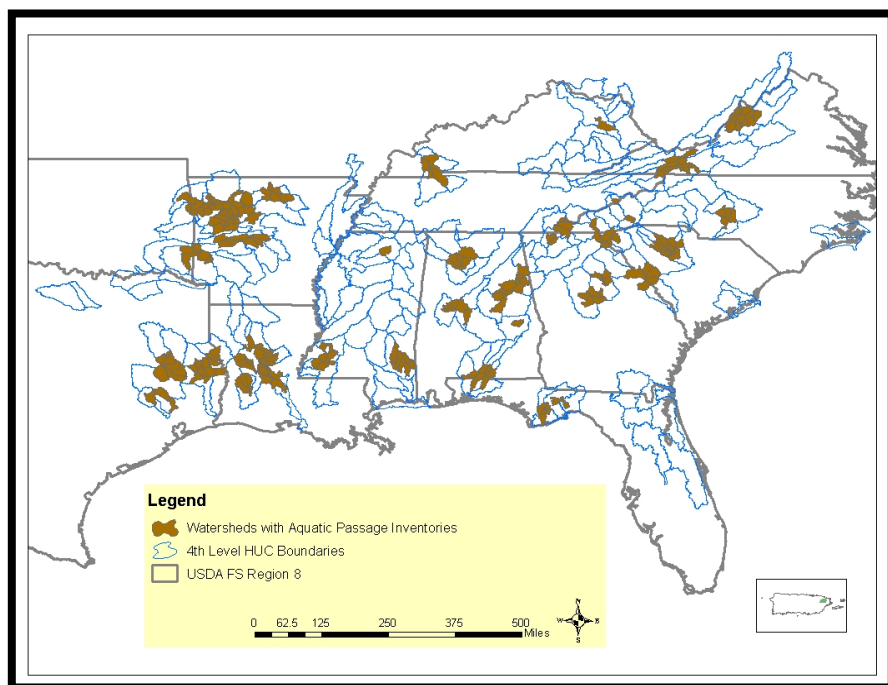 Legend
Watersheds with Aquatic Passage Inventories
4th Level HUC Boundaries
USDA FS Region 8
0 62.5 125 250 375 500
Miles
N
W E
S